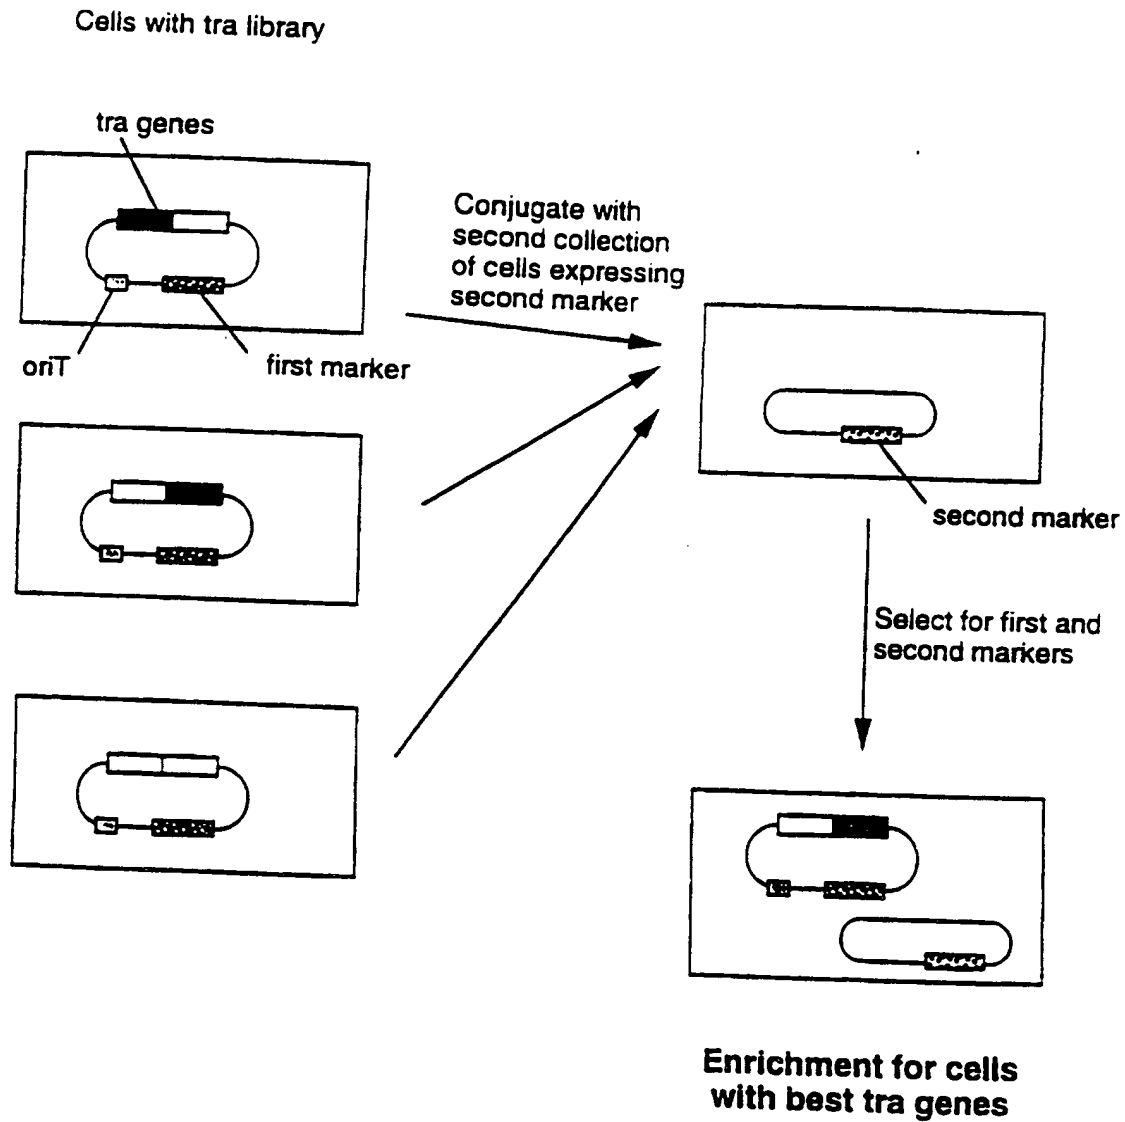 Cells with tra library
tra genes
Conjugate with
second collection
of cells expressing
second marker
oriT
first marker
second marker
Select for first and
second markers
Enrichment for cells
with best tra genes